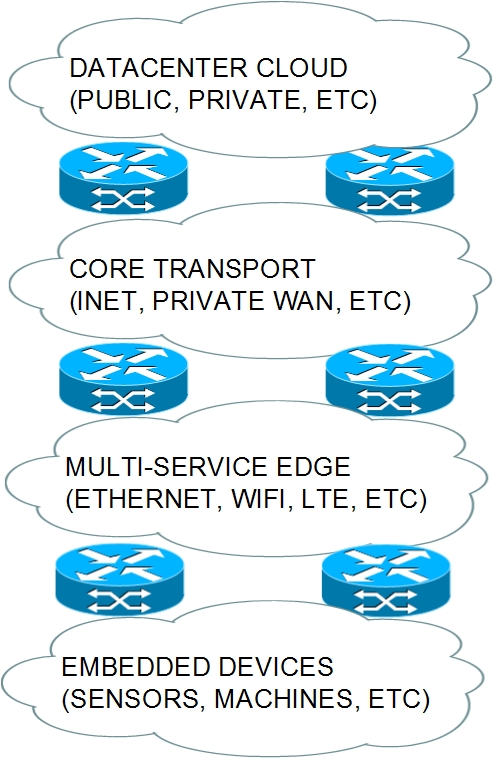 DATACENTER CLOUD
(PUBLIC, PRIVATE, ETC)
CORE TRANSPORT
(INET, PRIVATE WAN, ETC)
MULTI-SERVICE EDGE
(ETHERNET, WIFI, LTE, ETC)
EMBEDDED DEVICES
(SENSORS, MACHINES, ETC)